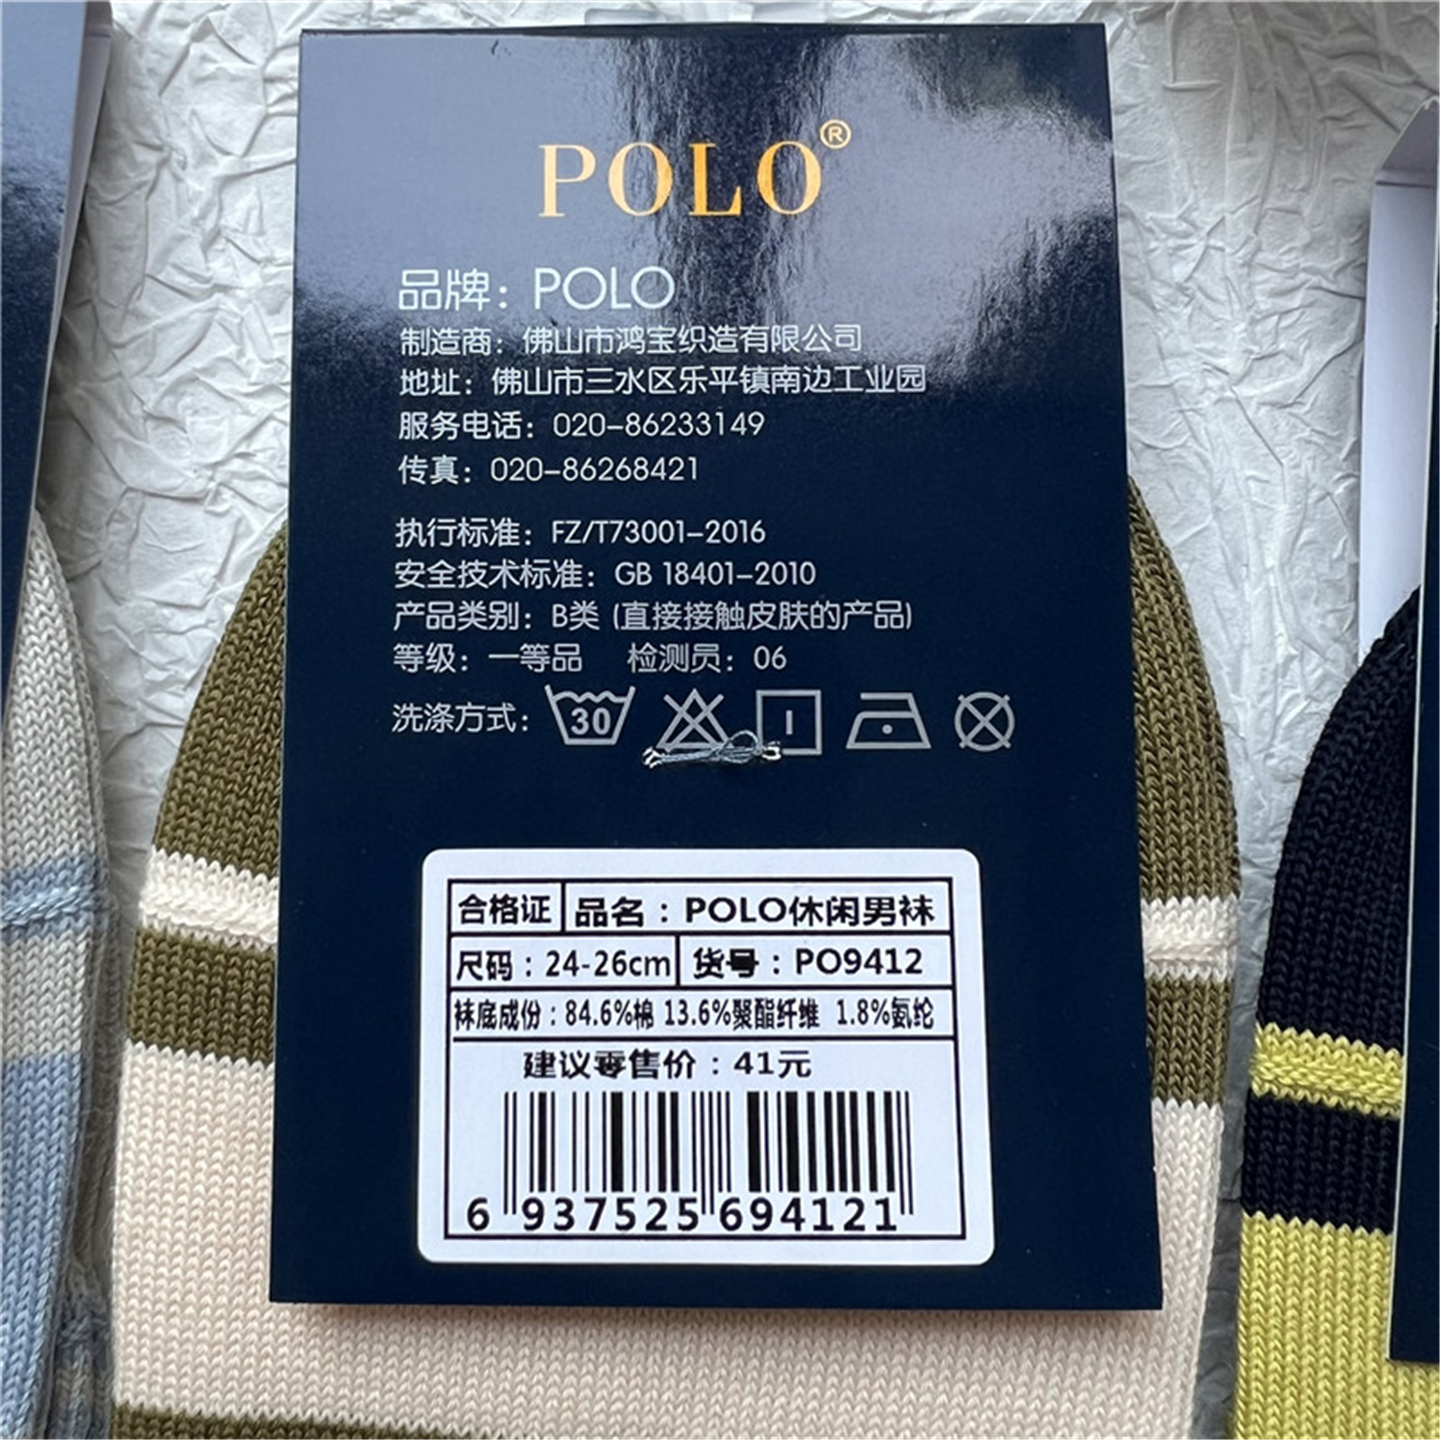 POLO®
品牌：POLO
制造商：佛山市鸿宝织造有限公司
地址：佛山市三水区乐平镇南边工业园
服务电话：020-86233149
传真：020-86268421
执行标准：FZ/T73001-2016
安全技术标准：GB 18401-2010
产品类别：B类 (直接接触皮肤的产品)
等级：一等品 检测员：06
洗涤方式： 30
合格证 品名：POLO休闲男袜
尺码：24-26cm 货号：PO9412
袜底成份：84.6%棉 13.6%聚酯纤维 1.8%氨纶
建议零售价：41元
6 937525 694121